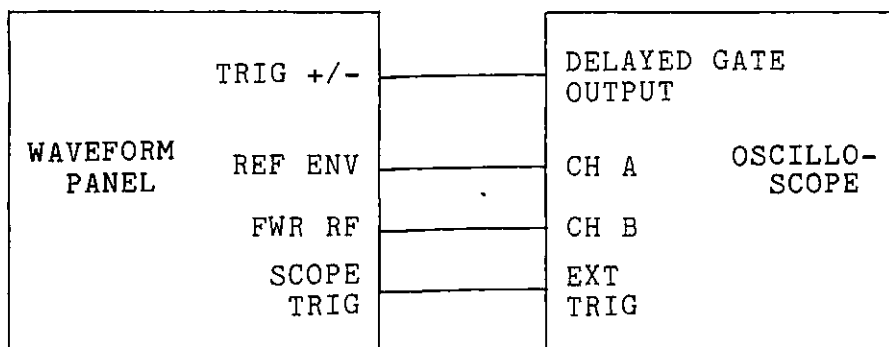 WAVEFORM
PANEL
TRIG +/-
REF ENV
FWR RF
SCOPE
TRIG
DELAYED GATE
OUTPUT
CH A
CH B
EXT
TRIG
OSCILLO-
SCOPE